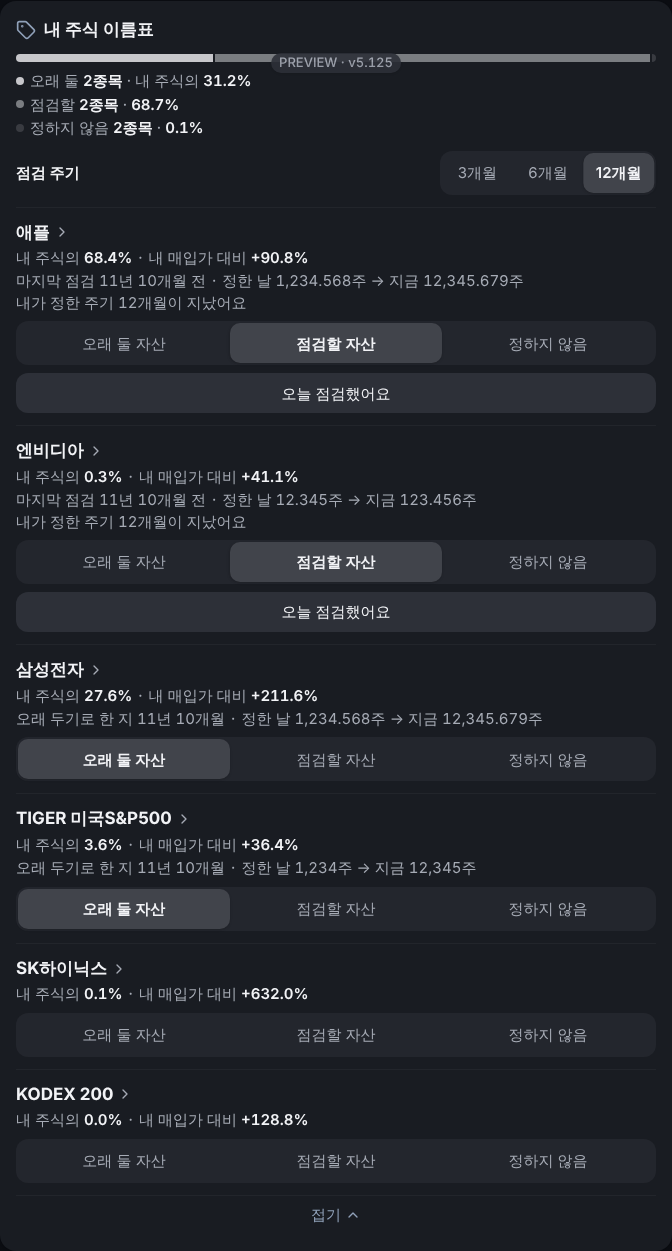 내 주식 이름표
PREVIEW · v5.125
오래 둘 2종목 · 내 주식의 31.2%
점검할 2종목 · 68.7%
정하지 않음 2종목 · 0.1%
점검 주기 3개월 6개월 12개월
애플
내 주식의 68.4% · 내 매입가 대비 +90.8%
마지막 점검 11년 10개월 전 · 정한 날 1,234.568주 → 지금 12,345.679주
내가 정한 주기 12개월이 지났어요
오래 둘 자산 점검할 자산 정하지 않음
오늘 점검했어요
엔비디아
내 주식의 0.3% · 내 매입가 대비 +41.1%
마지막 점검 11년 10개월 전 · 정한 날 12.345주 → 지금 123.456주
내가 정한 주기 12개월이 지났어요
오래 둘 자산 점검할 자산 정하지 않음
오늘 점검했어요
삼성전자
내 주식의 27.6% · 내 매입가 대비 +211.6%
오래 두기로 한 지 11년 10개월 · 정한 날 1,234.568주 → 지금 12,345.679주
오래 둘 자산 점검할 자산 정하지 않음
TIGER 미국S&P500
내 주식의 3.6% · 내 매입가 대비 +36.4%
오래 두기로 한 지 11년 10개월 · 정한 날 1,234주 → 지금 12,345주
오래 둘 자산 점검할 자산 정하지 않음
SK하이닉스
내 주식의 0.1% · 내 매입가 대비 +632.0%
오래 둘 자산 점검할 자산 정하지 않음
KODEX 200
내 주식의 0.0% · 내 매입가 대비 +128.8%
오래 둘 자산 점검할 자산 정하지 않음
접기